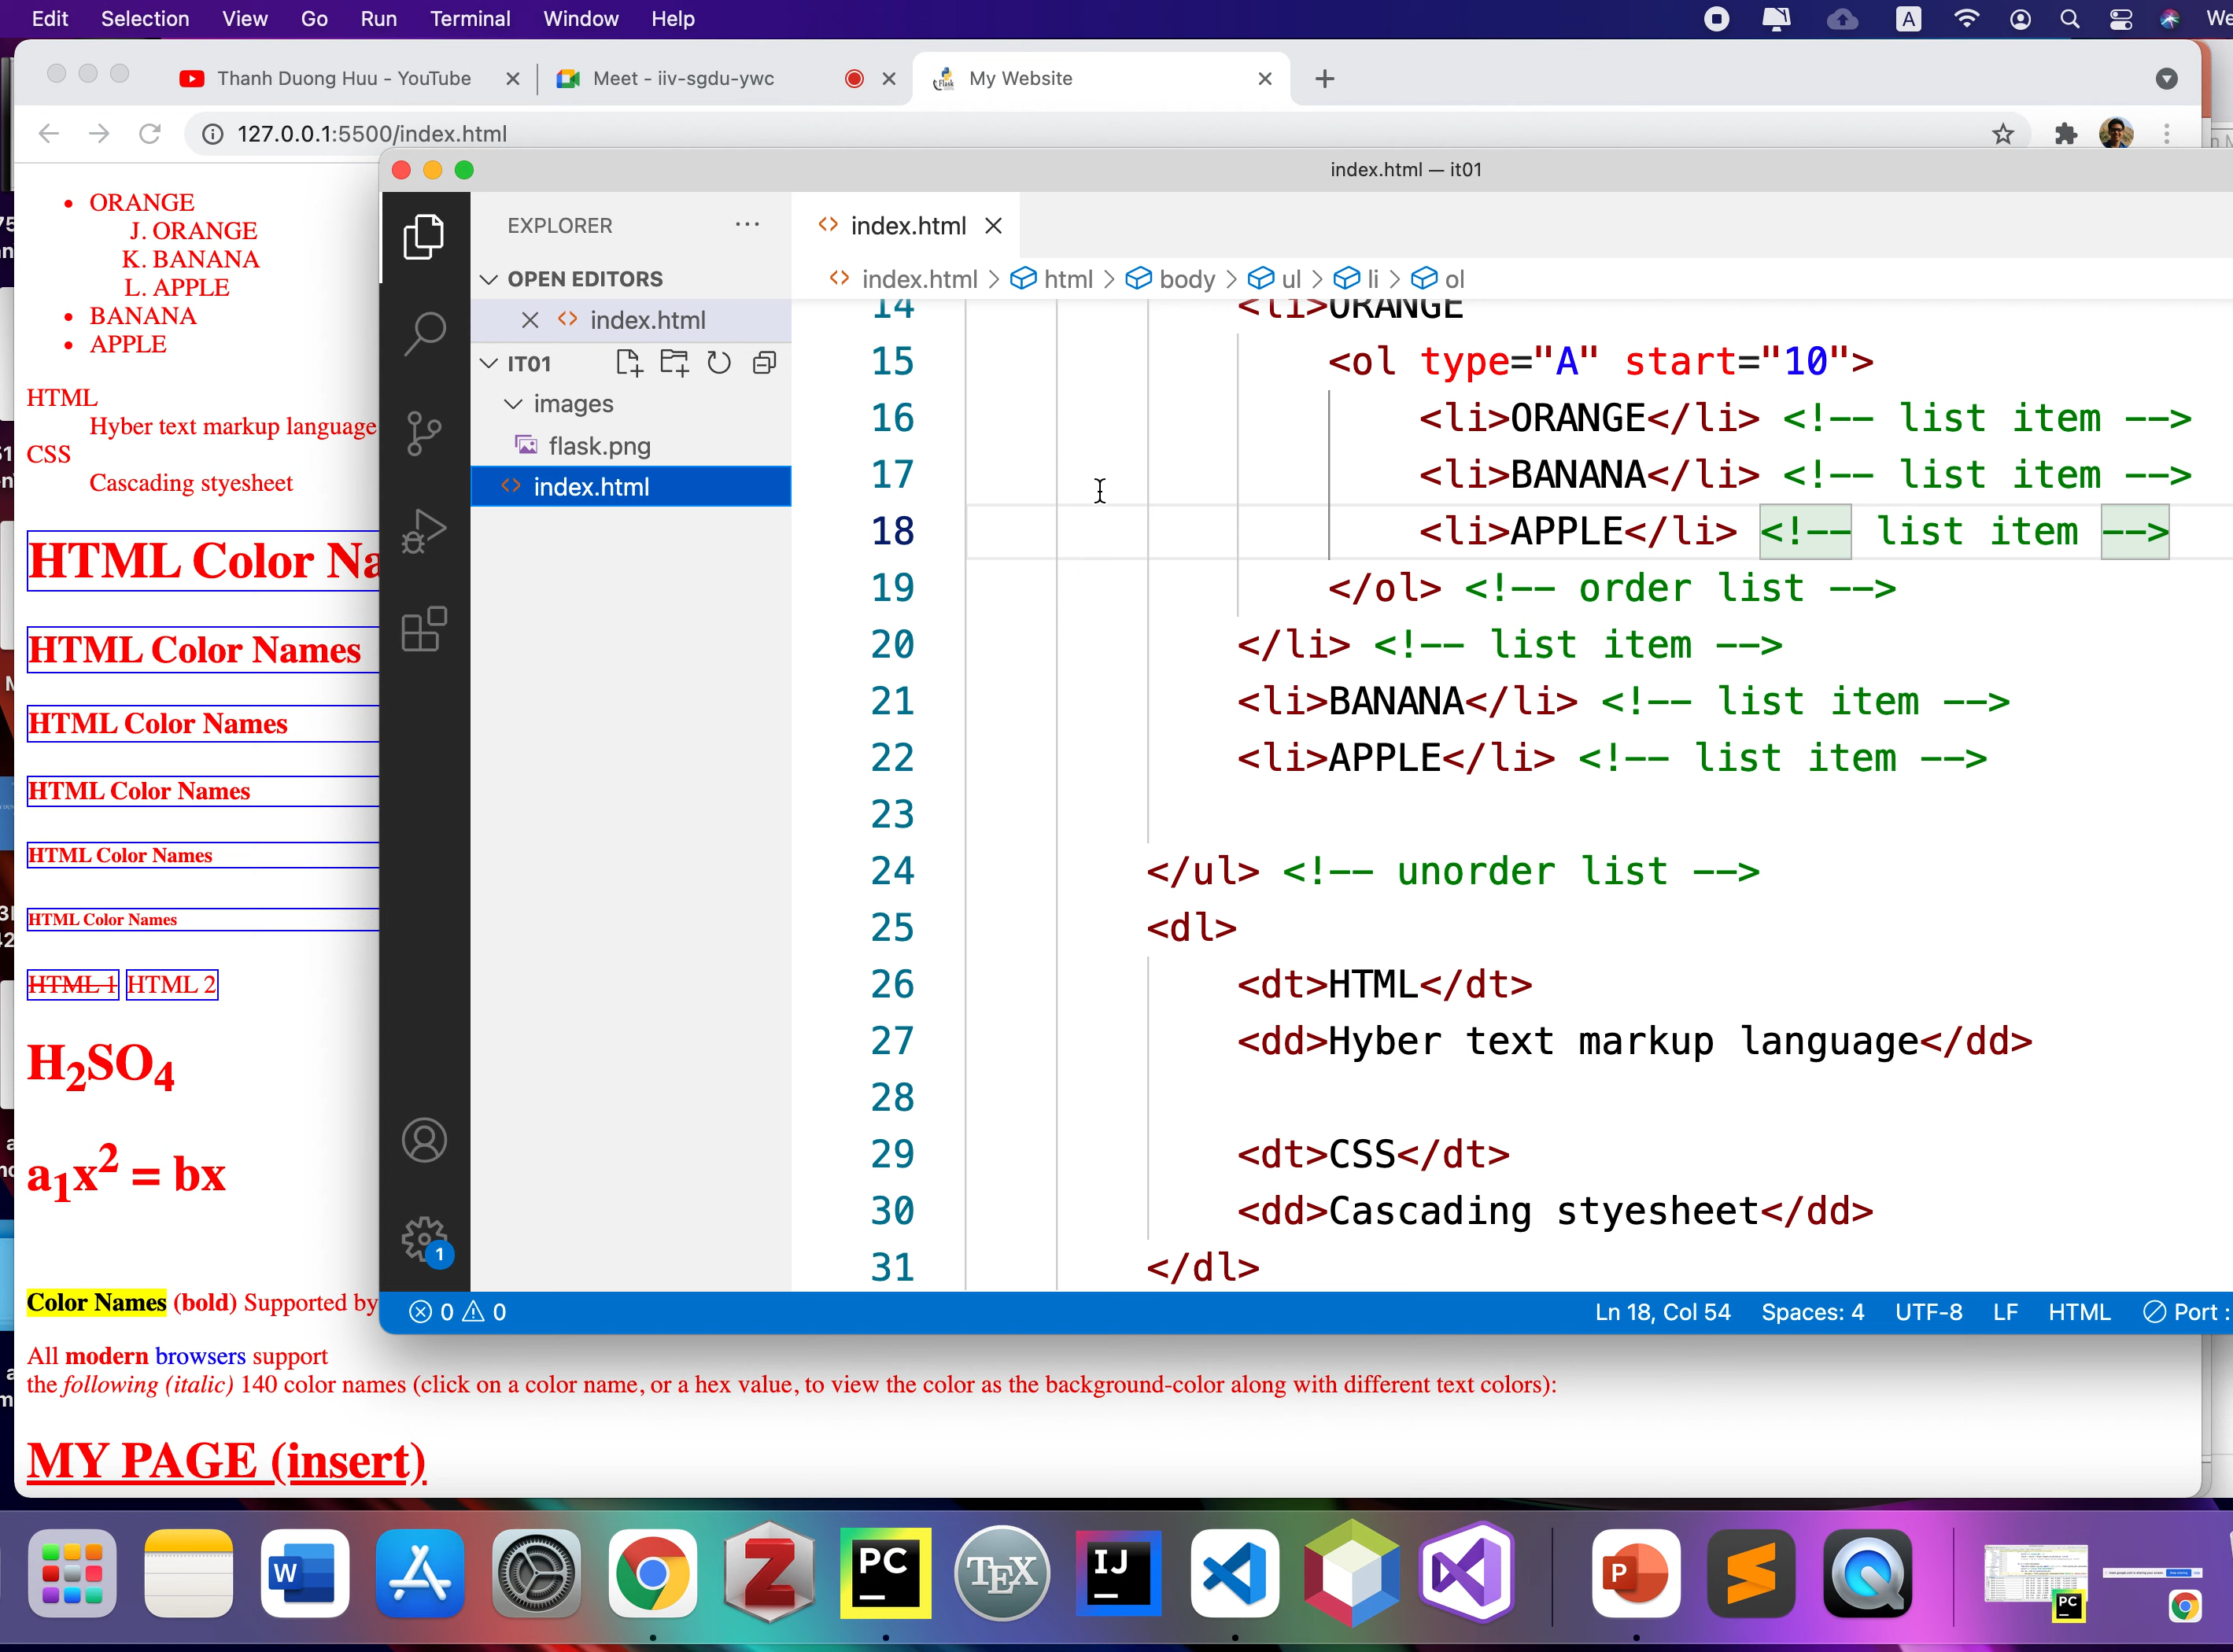 Edit Selection View Go Run Terminal Window Help A We
Thanh Duong Huu - YouTube Meet - iiv-sgdu-ywc My Website
127.0.0.1:5500/index.html
index.html — it01
ORANGE
J. ORANGE
K. BANANA
L. APPLE
BANANA
APPLE
HTML
Hyber text markup language
CSS
Cascading styesheet
HTML Color Na
HTML Color Names
HTML Color Names
HTML Color Names
HTML Color Names
HTML Color Names
HTML 1 HTML 2
H2SO4
a1x2 = bx
Color Names (bold) Supported by
All modern browsers support
the following (italic) 140 color names (click on a color name, or a hex value, to view the color as the background-color along with different text colors):
MY PAGE (insert)
EXPLORER
OPEN EDITORS
index.html
IT01
images
flask.png
index.html
1
index.html
index.html > html > body > ul > li > ol
14 <li>ORANGE
15 <ol type="A" start="10">
16 <li>ORANGE</li> <!-- list item -->
17 <li>BANANA</li> <!-- list item -->
18 <li>APPLE</li> <!-- list item -->
19 </ol> <!-- order list -->
20 </li> <!-- list item -->
21 <li>BANANA</li> <!-- list item -->
22 <li>APPLE</li> <!-- list item -->
23
24 </ul> <!-- unorder list -->
25 <dl>
26 <dt>HTML</dt>
27 <dd>Hyber text markup language</dd>
28
29 <dt>CSS</dt>
30 <dd>Cascading styesheet</dd>
31 </dl>
0 0 Ln 18, Col 54 Spaces: 4 UTF-8 LF HTML Port :
W Z PC TEX IJ P PC